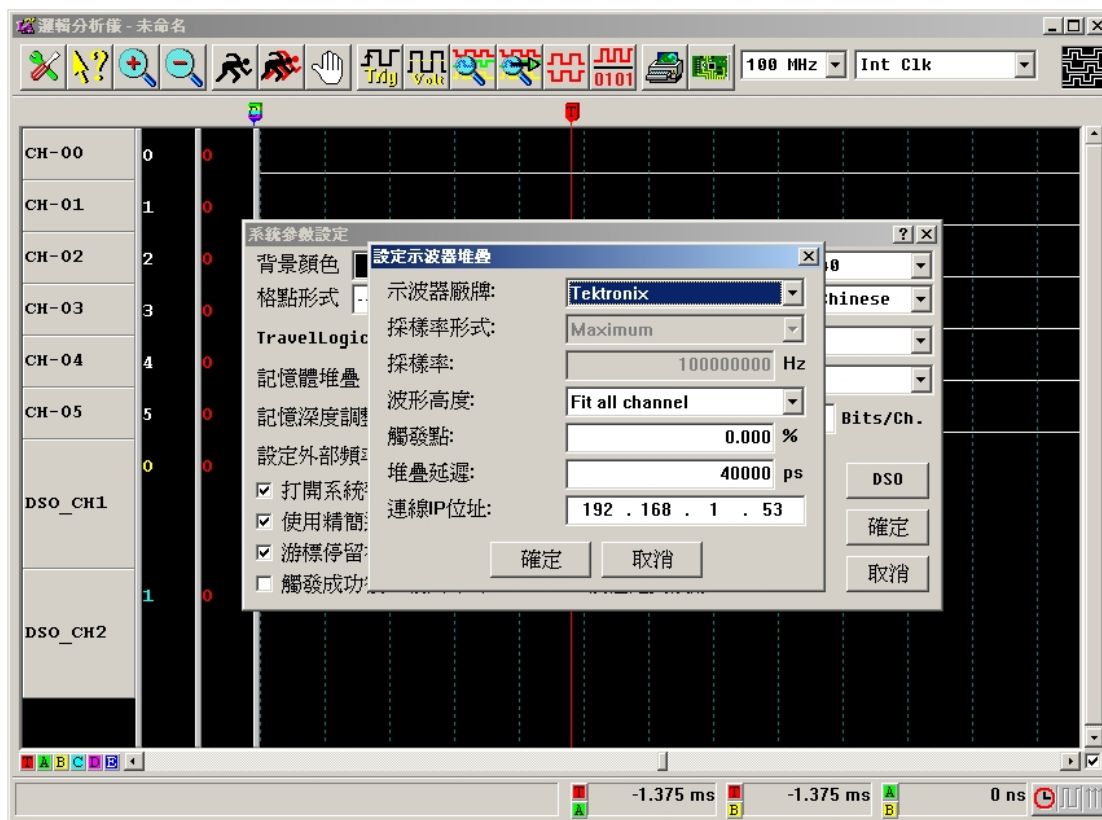 邏輯分析儀 - 未命名
Trig
Volt
0101
100 MHz
Int Clk
C
T
CH-00 0 0
CH-01 1 0
CH-02 2 0
CH-03 3 0
CH-04 4 0
CH-05 5 0
DSO_CH1 0 0
DSO_CH2 1 0
系統參數設定
背景顏色
格點形式
TravelLogic
記憶體堆疊
記憶深度調整
設定外部頻率
打開系統
使用精簡
游標停留
觸發成功
hinese
Bits/Ch.
DSO
確定
取消
設定示波器堆疊
示波器廠牌: Tektronix
採樣率形式: Maximum
採樣率: 100000000 Hz
波形高度: Fit all channel
觸發點: 0.000 %
堆疊延遲: 40000 ps
連線IP位址: 192 . 168 . 1 . 53
確定 取消
T A B C D E
T A -1.375 ms T B -1.375 ms A B 0 ns